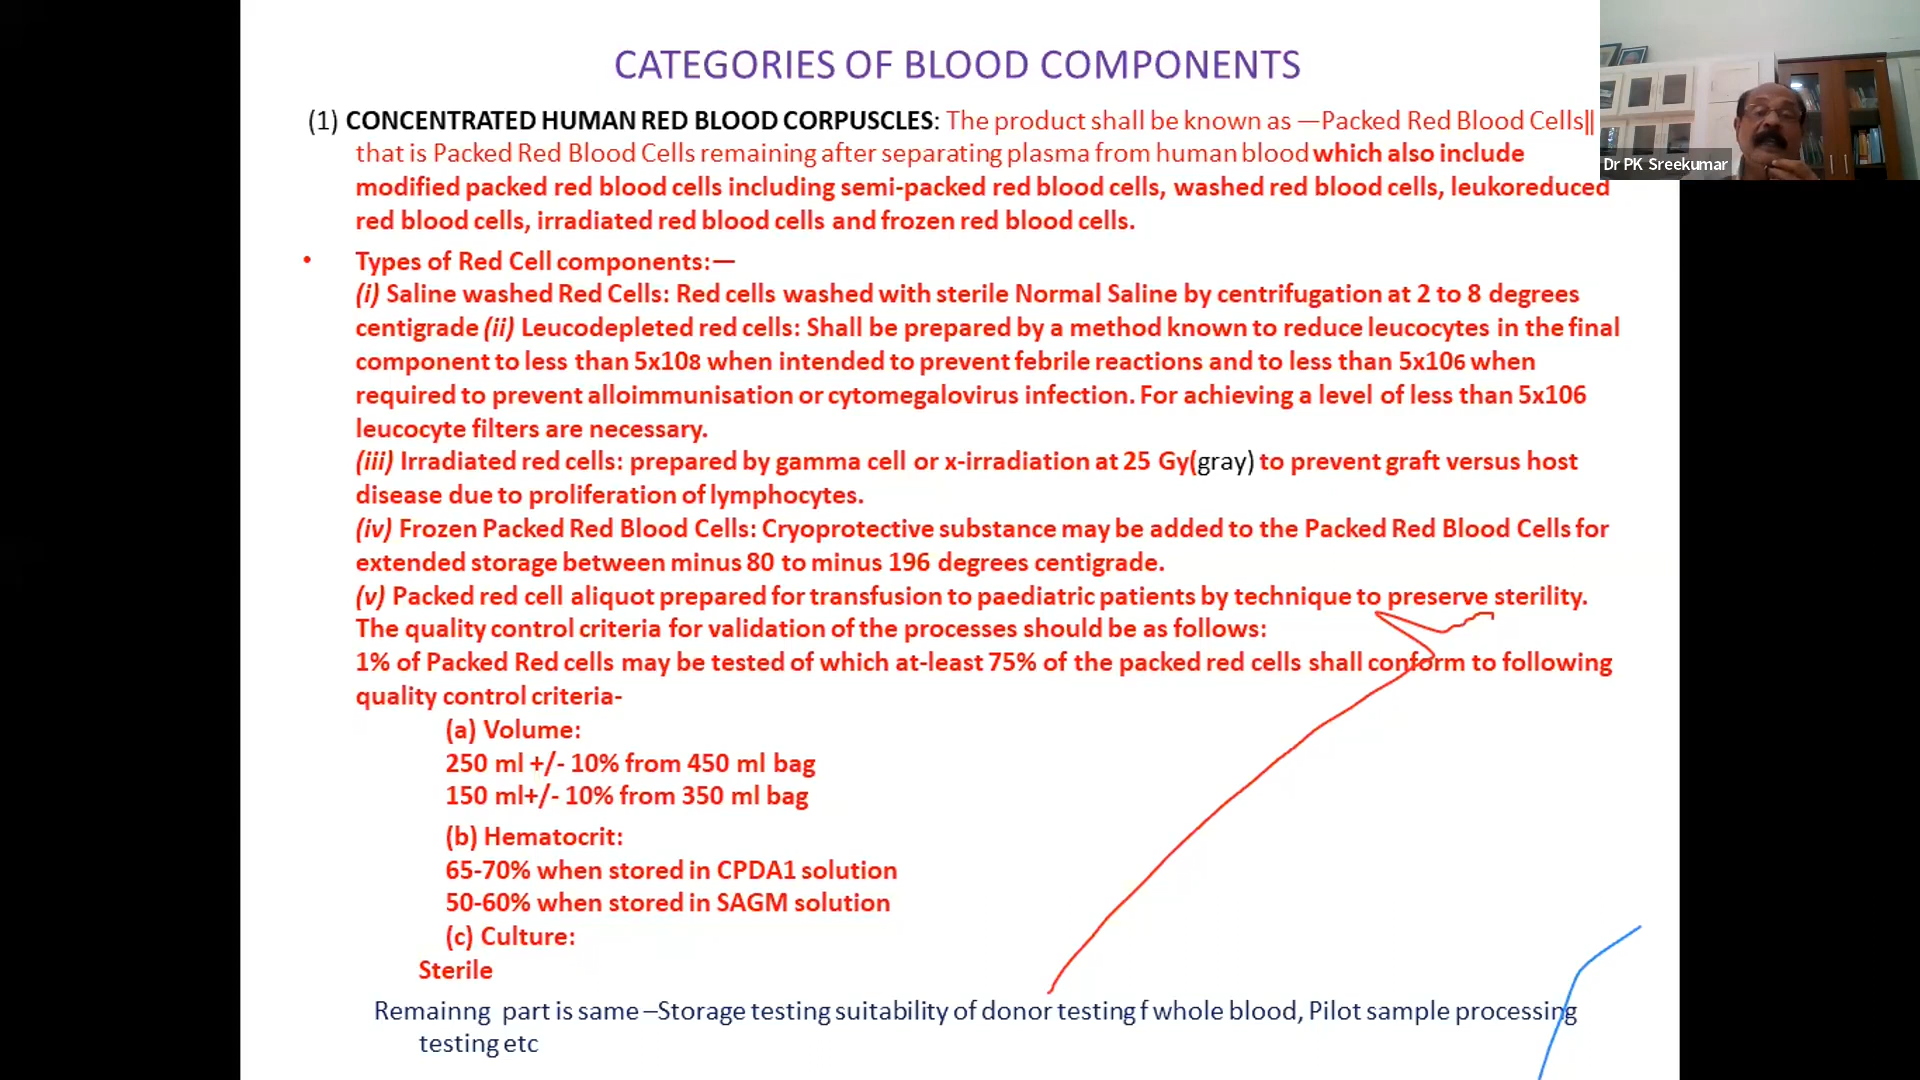 CATEGORIES OF BLOOD COMPONENTS
(1) CONCENTRATED HUMAN RED BLOOD CORPUSCLES: The product shall be known as —Packed Red Blood Cells‖
that is Packed Red Blood Cells remaining after separating plasma from human blood which also include
modified packed red blood cells including semi-packed red blood cells, washed red blood cells, leukoreduced
red blood cells, irradiated red blood cells and frozen red blood cells.
Dr PK Sreekumar
• Types of Red Cell components:—
(i) Saline washed Red Cells: Red cells washed with sterile Normal Saline by centrifugation at 2 to 8 degrees
centigrade (ii) Leucodepleted red cells: Shall be prepared by a method known to reduce leucocytes in the final
component to less than 5x108 when intended to prevent febrile reactions and to less than 5x106 when
required to prevent alloimmunisation or cytomegalovirus infection. For achieving a level of less than 5x106
leucocyte filters are necessary.
(iii) Irradiated red cells: prepared by gamma cell or x-irradiation at 25 Gy(gray) to prevent graft versus host
disease due to proliferation of lymphocytes.
(iv) Frozen Packed Red Blood Cells: Cryoprotective substance may be added to the Packed Red Blood Cells for
extended storage between minus 80 to minus 196 degrees centigrade.
(v) Packed red cell aliquot prepared for transfusion to paediatric patients by technique to preserve sterility.
The quality control criteria for validation of the processes should be as follows:
1% of Packed Red cells may be tested of which at-least 75% of the packed red cells shall conform to following
quality control criteria-
(a) Volume:
250 ml +/- 10% from 450 ml bag
150 ml+/- 10% from 350 ml bag
(b) Hematocrit:
65-70% when stored in CPDA1 solution
50-60% when stored in SAGM solution
(c) Culture:
Sterile
Remainng part is same –Storage testing suitability of donor testing f whole blood, Pilot sample processing
testing etc